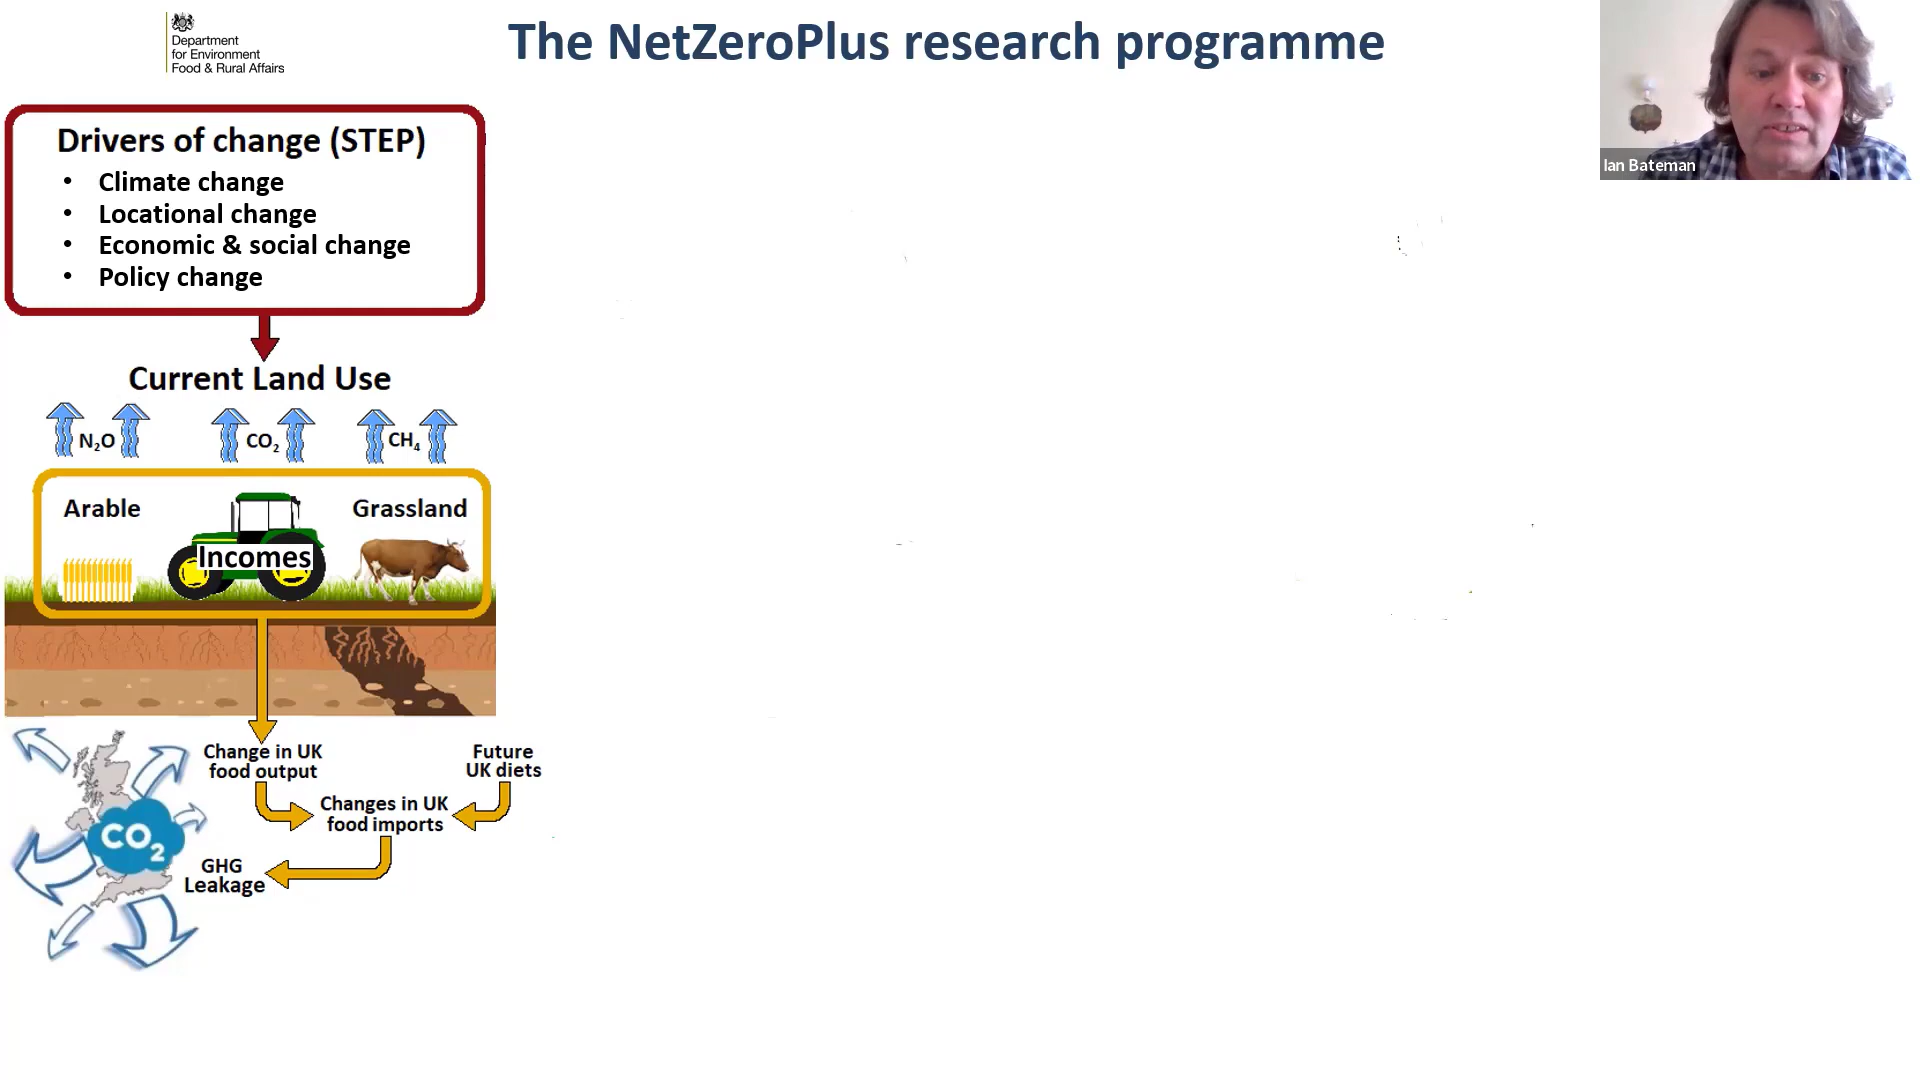 Department
for Environment
Food & Rural Affairs
The NetZeroPlus research programme
Ian Bateman
Drivers of change (STEP)
• Climate change
• Locational change
• Economic & social change
• Policy change
Current Land Use
N₂O
CO₂
CH₄
Arable
Grassland
Incomes
Change in UK
food output
Future
UK diets
Changes in UK
food imports
CO₂
GHG
Leakage